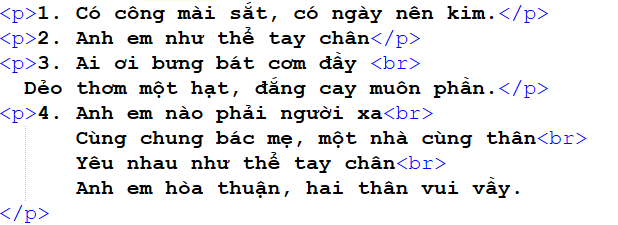 <p>1. Có công mài sắt, có ngày nên kim.</p>
<p>2. Anh em như thể tay chân</p>
<p>3. Ai ơi bưng bát cơm đầy <br>
Dẻo thơm một hạt, đắng cay muôn phần.</p>
<p>4. Anh em nào phải người xa<br>
Cùng chung bác mẹ, một nhà cùng thân<br>
Yêu nhau như thể tay chân<br>
Anh em hòa thuận, hai thân vui vầy.
</p>